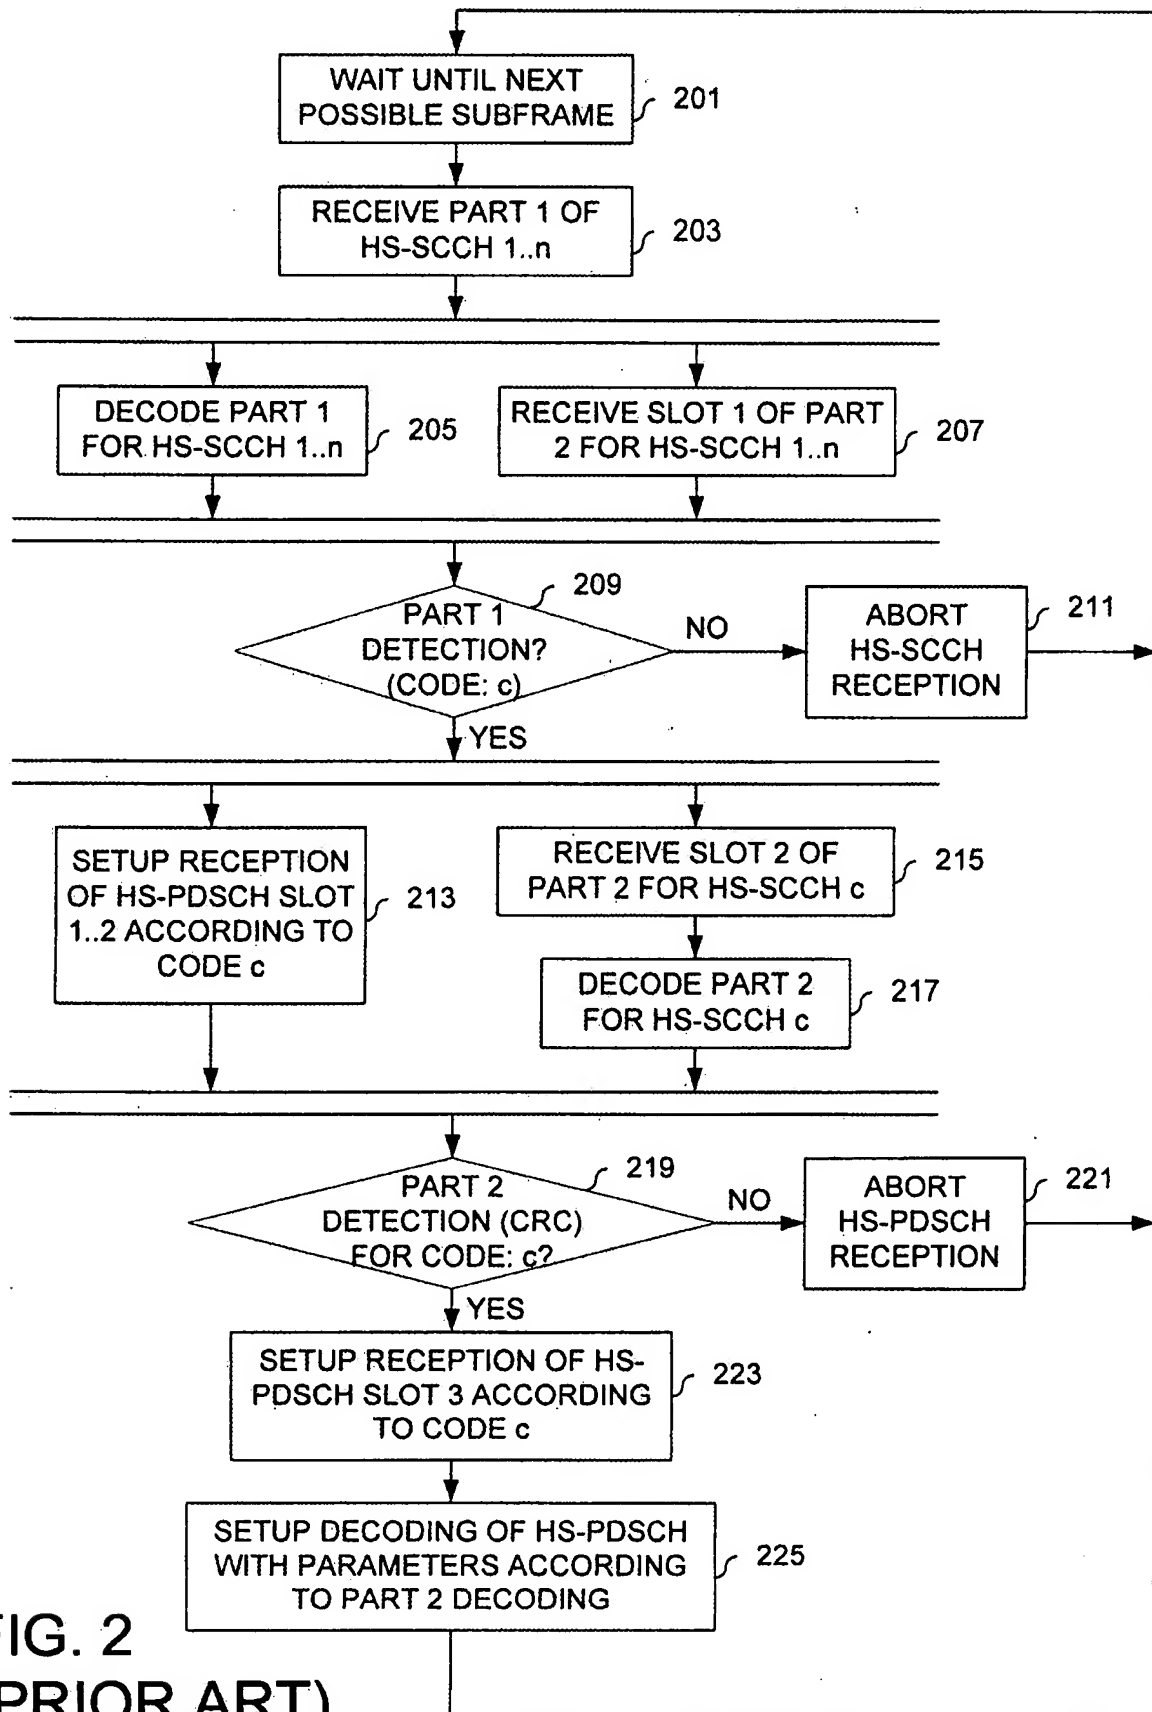 WAIT UNTIL NEXT
POSSIBLE SUBFRAME
201
RECEIVE PART 1 OF
HS-SCCH 1..n
203
DECODE PART 1
FOR HS-SCCH 1..n
205
RECEIVE SLOT 1 OF PART
2 FOR HS-SCCH 1..n
207
PART 1
DETECTION?
(CODE: c)
209
NO
ABORT
HS-SCCH
RECEPTION
211
YES
SETUP RECEPTION
OF HS-PDSCH SLOT
1..2 ACCORDING TO
CODE c
213
RECEIVE SLOT 2 OF
PART 2 FOR HS-SCCH c
215
DECODE PART 2
FOR HS-SCCH c
217
PART 2
DETECTION (CRC)
FOR CODE: c?
219
NO
ABORT
HS-PDSCH
RECEPTION
221
YES
SETUP RECEPTION OF HS-
PDSCH SLOT 3 ACCORDING
TO CODE c
223
SETUP DECODING OF HS-PDSCH
WITH PARAMETERS ACCORDING
TO PART 2 DECODING
225
FIG. 2
PRIOR ART)